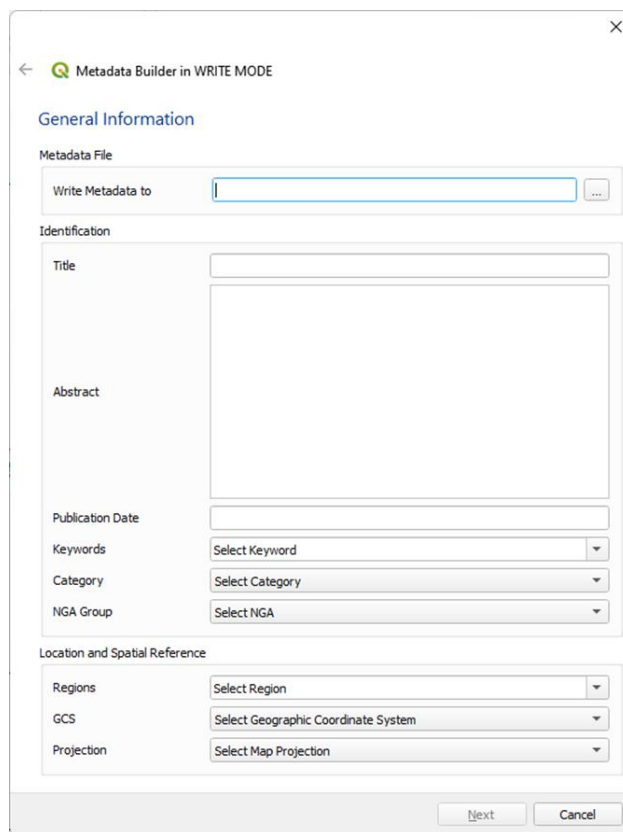 Metadata Builder in WRITE MODE
General Information
Metadata File
Write Metadata to
...
Identification
Title
Abstract
Publication Date
Keywords Select Keyword
Category Select Category
NGA Group Select NGA
Location and Spatial Reference
Regions Select Region
GCS Select Geographic Coordinate System
Projection Select Map Projection
Next Cancel